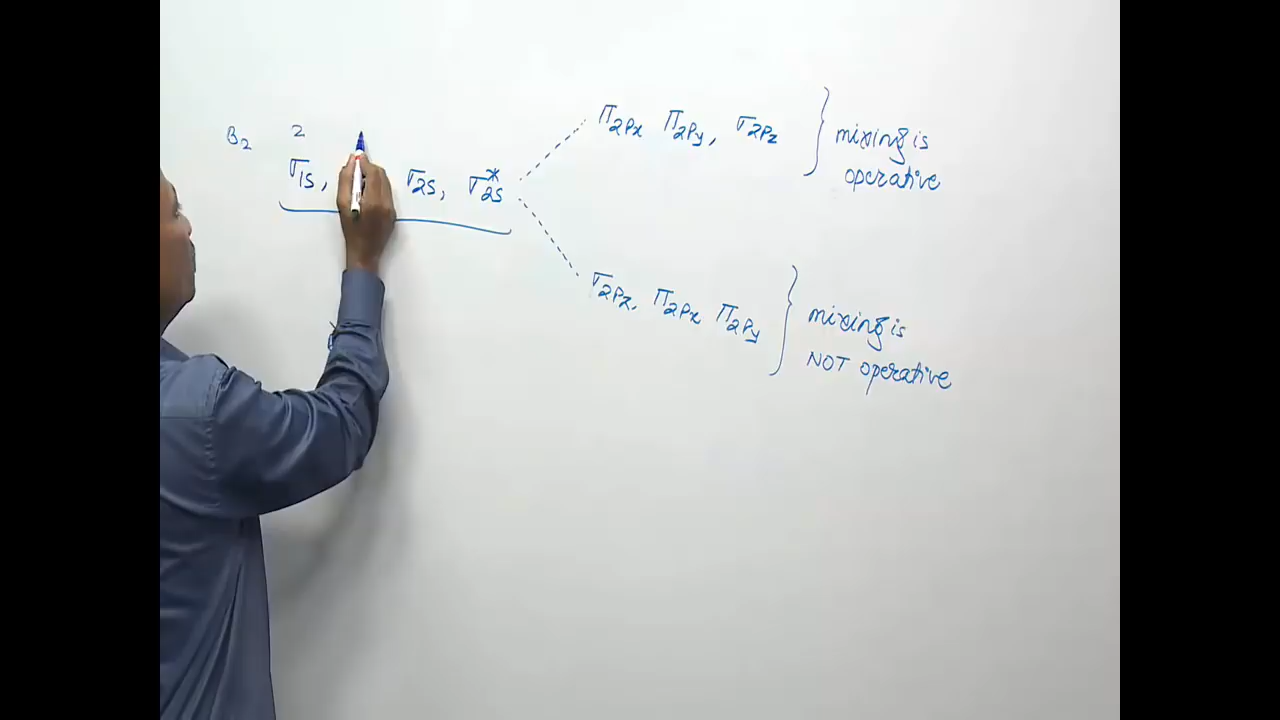 B₂ 2
σ1s, σ2s, σ*2s
π2px π2py, σ2pz } mixing is
operative
σ2pz, π2px π2py } mixing is
NOT operative